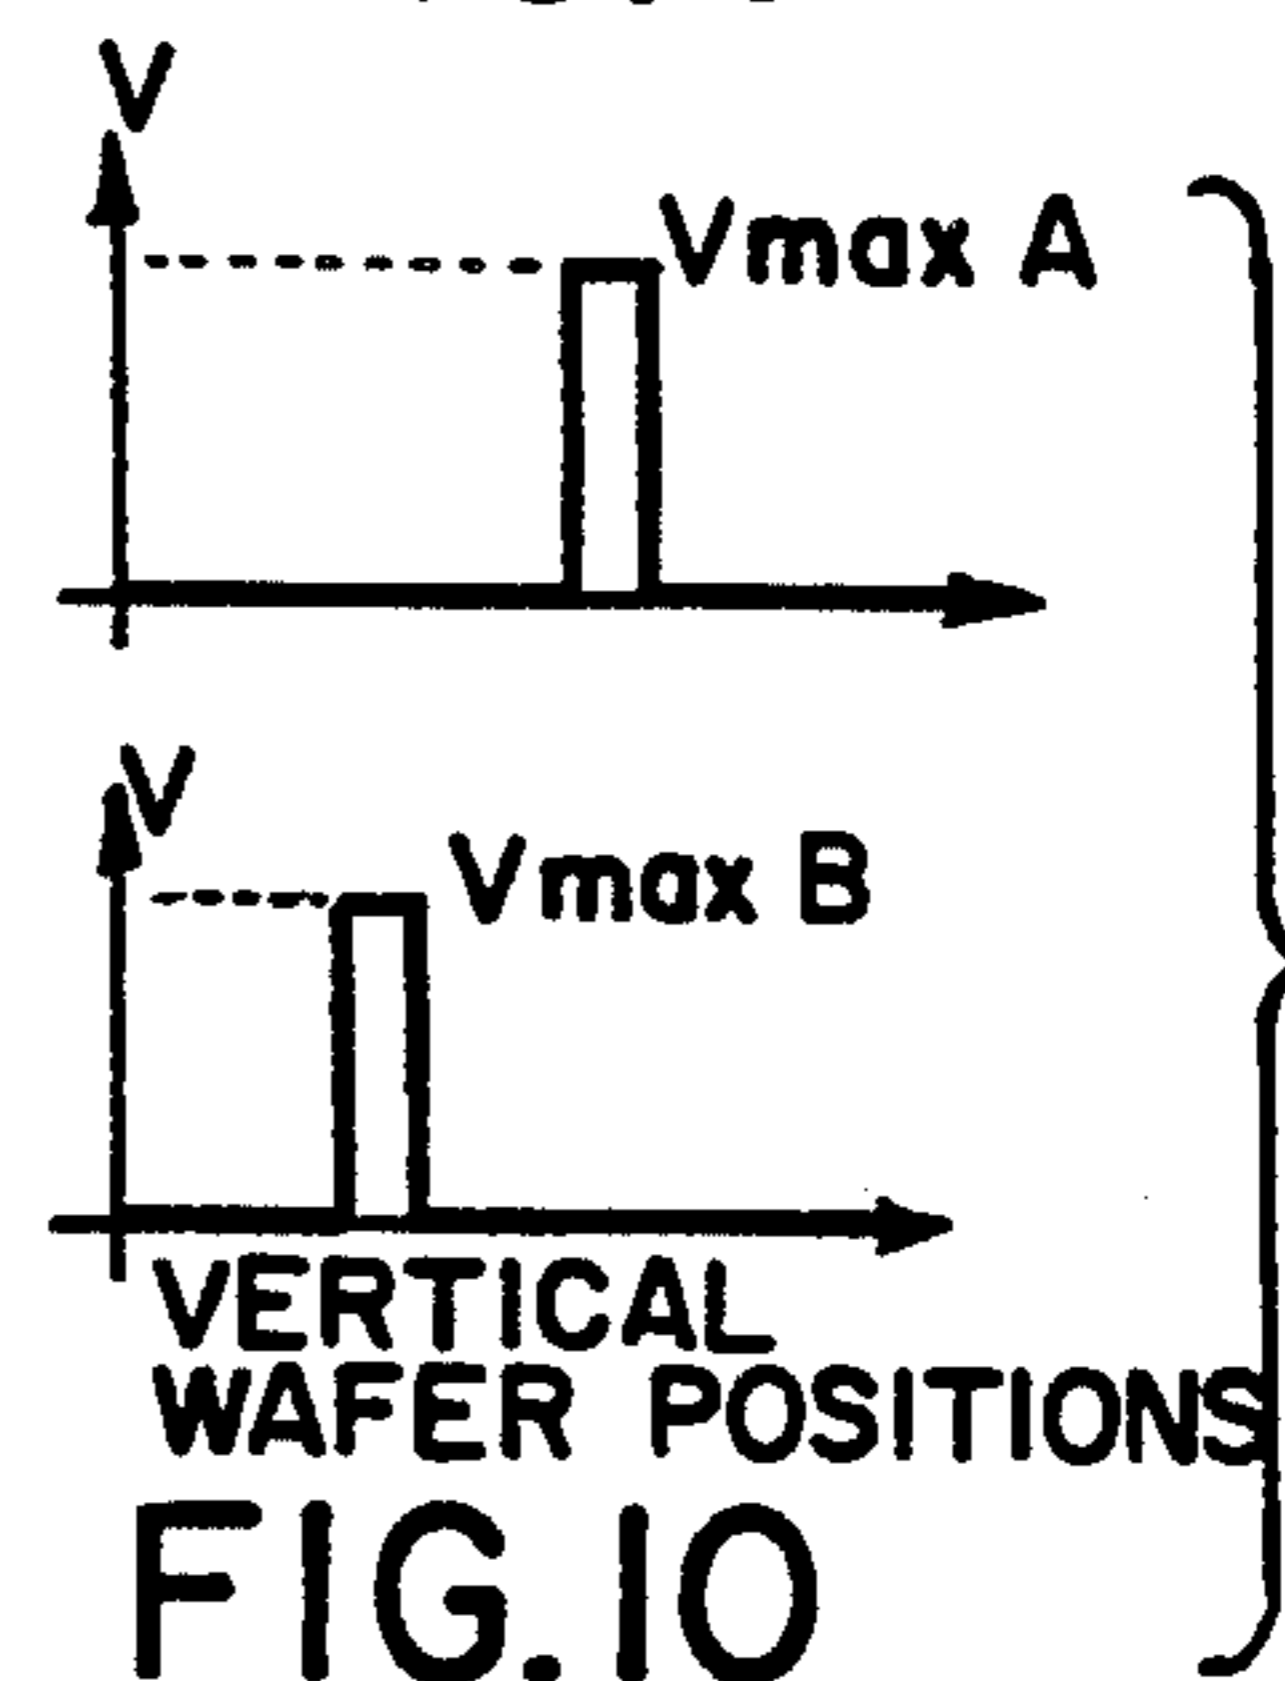 V
Vmax A
V
Vmax B
VERTICAL
WAFER POSITIONS
FIG. 10